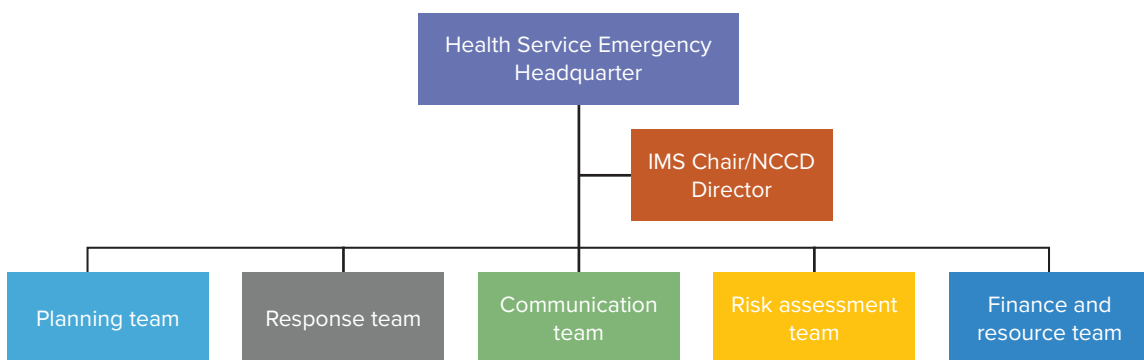 Health Service Emergency
Headquarter
IMS Chair/NCCD
Director
Planning team
Response team
Communication
team
Risk assessment
team
Finance and
resource team